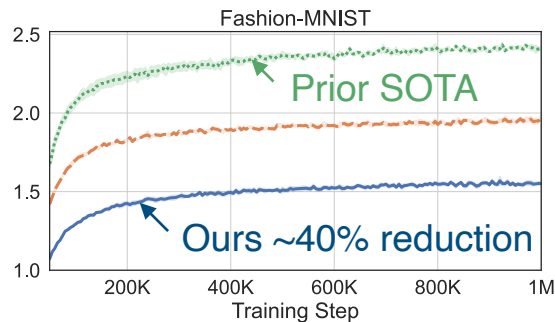 Fashion-MNIST
2.5
Prior SOTA
2.0
1.5
Ours ~40% reduction
1.0
200K 400K 600K 800K 1M
Training Step